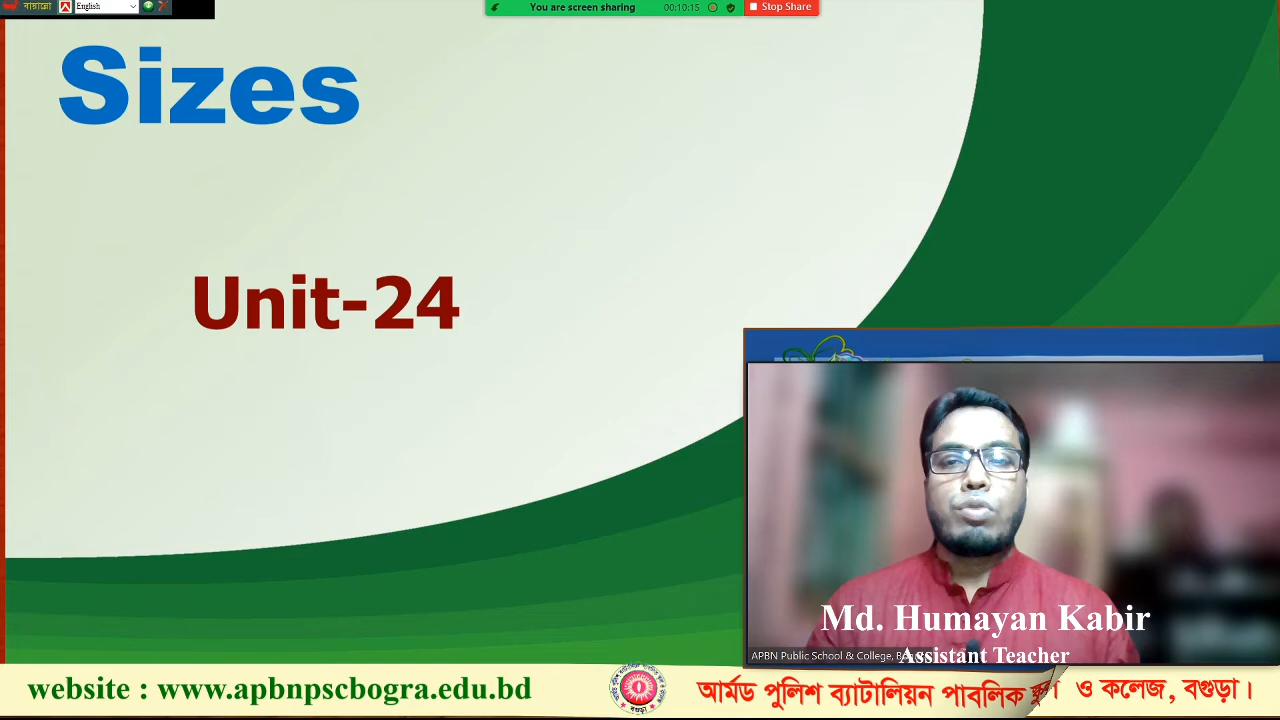 বাংলা English
You are screen sharing 00:10:15 Stop Share
Sizes
Unit-24
Md. Humayan Kabir
APBN Public School & College, B
Assistant Teacher
website : www.apbnpscbogra.edu.bd
বগুড়া
আর্মড পুলিশ ব্যাটালিয়ন পাবলিক স্কুল ও কলেজ, বগুড়া।